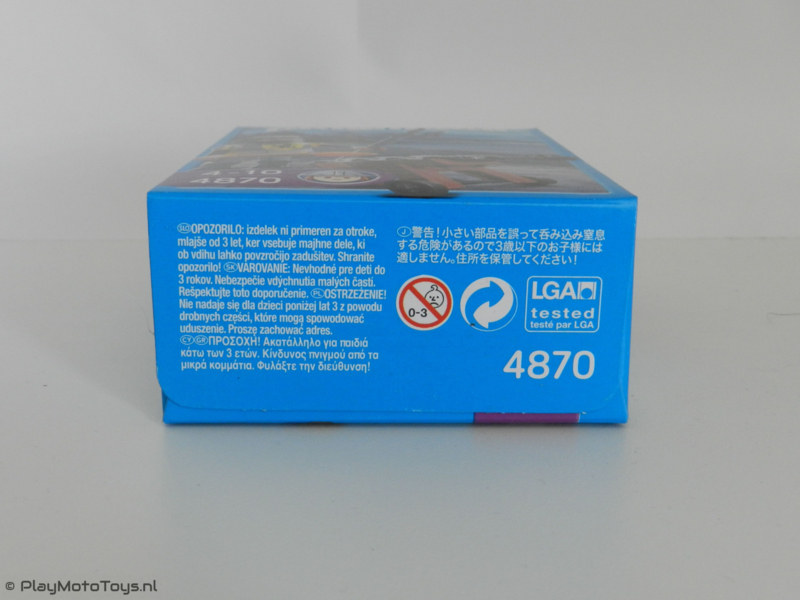 4 - 10
4870
SLO OPOZORILO: izdelek ni primeren za otroke,
mlajše od 3 let, ker vsebuje majhne dele, ki
ob vdihu lahko povzročijo zadušitev. Shranite
opozorilo! SK VAROVANIE: Nevhodné pre deti do
3 rokov. Nebezpečie vdýchnutia malých častí.
Rešpektujte toto doporučenie. PL OSTRZEŻENIE!
Nie nadaje się dla dzieci poniżej lat 3 z powodu
drobnych części, które mogą spowodować
uduszenie. Proszę zachować adres.
CY GR ΠΡΟΣΟΧΗ! Ακατάλληλο για παιδιά
κάτω των 3 ετών. Κίνδυνος πνιγμού από τα
μικρά κομμάτια. Φυλάξτε την διεύθυνση!
J 警告!小さい部品を誤って呑み込み窒息
する危険があるので3歳以下のお子様には
適しません。住所を保管してください!
0-3
LGA
tested
testé par LGA
4870
© PlayMotoToys.nl